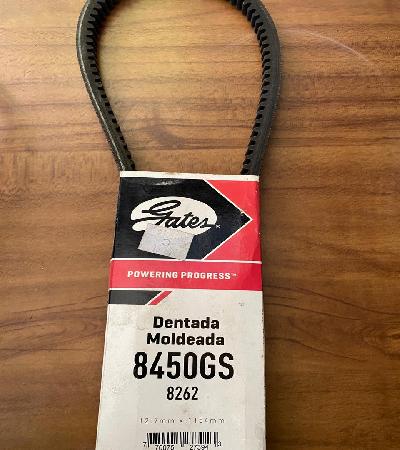 Gates
POWERING PROGRESS™
Dentada
Moldeada
8450GS
8262